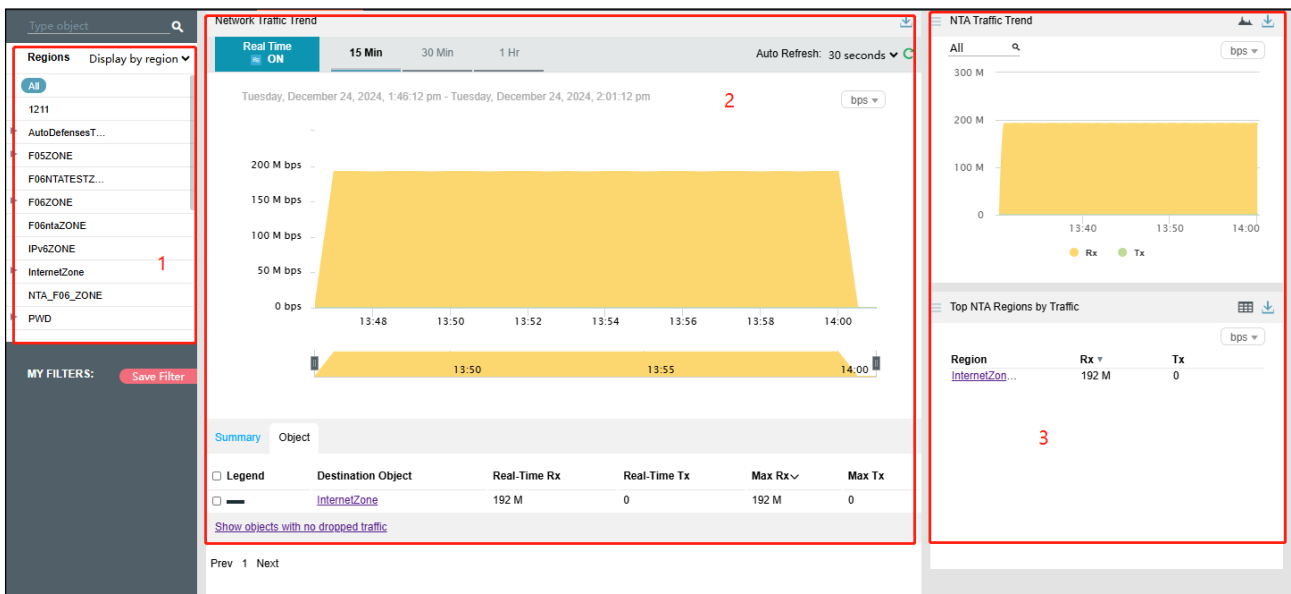 Type object
Regions Display by region
All
1211
AutoDefensesT...
F05ZONE
F06NTATESTZ...
F06ZONE
F06ntaZONE
IPv6ZONE
InternetZone
NTA_F06_ZONE
PWD
1
MY FILTERS: Save Filter
Network Traffic Trend
Real Time
ON
15 Min 30 Min 1 Hr
Auto Refresh: 30 seconds
Tuesday, December 24, 2024, 1:46:12 pm - Tuesday, December 24, 2024, 2:01:12 pm
2
bps
200 M bps
150 M bps
100 M bps
50 M bps
0 bps
13:48 13:50 13:52 13:54 13:56 13:58 14:00
13:50 13:55 14:00
Summary Object
Legend Destination Object Real-Time Rx Real-Time Tx Max Rx Max Tx
InternetZone 192 M 0 192 M 0
Show objects with no dropped traffic
Prev 1 Next
NTA Traffic Trend
All
bps
300 M
200 M
100 M
0
13:40 13:50 14:00
Rx Tx
Top NTA Regions by Traffic
bps
Region Rx Tx
InternetZon... 192 M 0
3